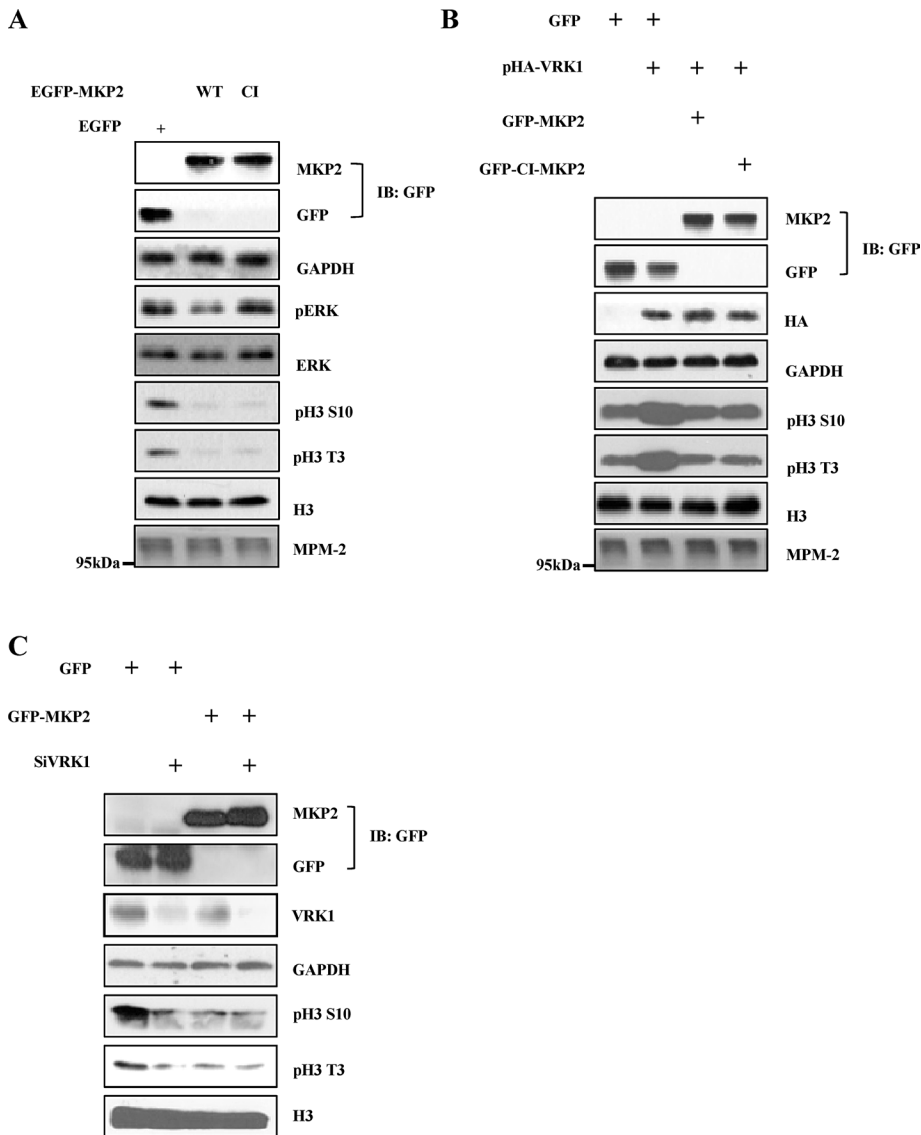 A
EGFP-MKP2 WT CI
EGFP +
MKP2
IB: GFP
GFP
GAPDH
pERK
ERK
pH3 S10
pH3 T3
H3
MPM-2
95kDa
B
GFP + +
pHA-VRK1 + + +
GFP-MKP2 +
GFP-CI-MKP2 +
MKP2
IB: GFP
GFP
HA
GAPDH
pH3 S10
pH3 T3
H3
MPM-2
95kDa
C
GFP + +
GFP-MKP2 + +
SiVRK1 + +
MKP2
IB: GFP
GFP
VRK1
GAPDH
pH3 S10
pH3 T3
H3